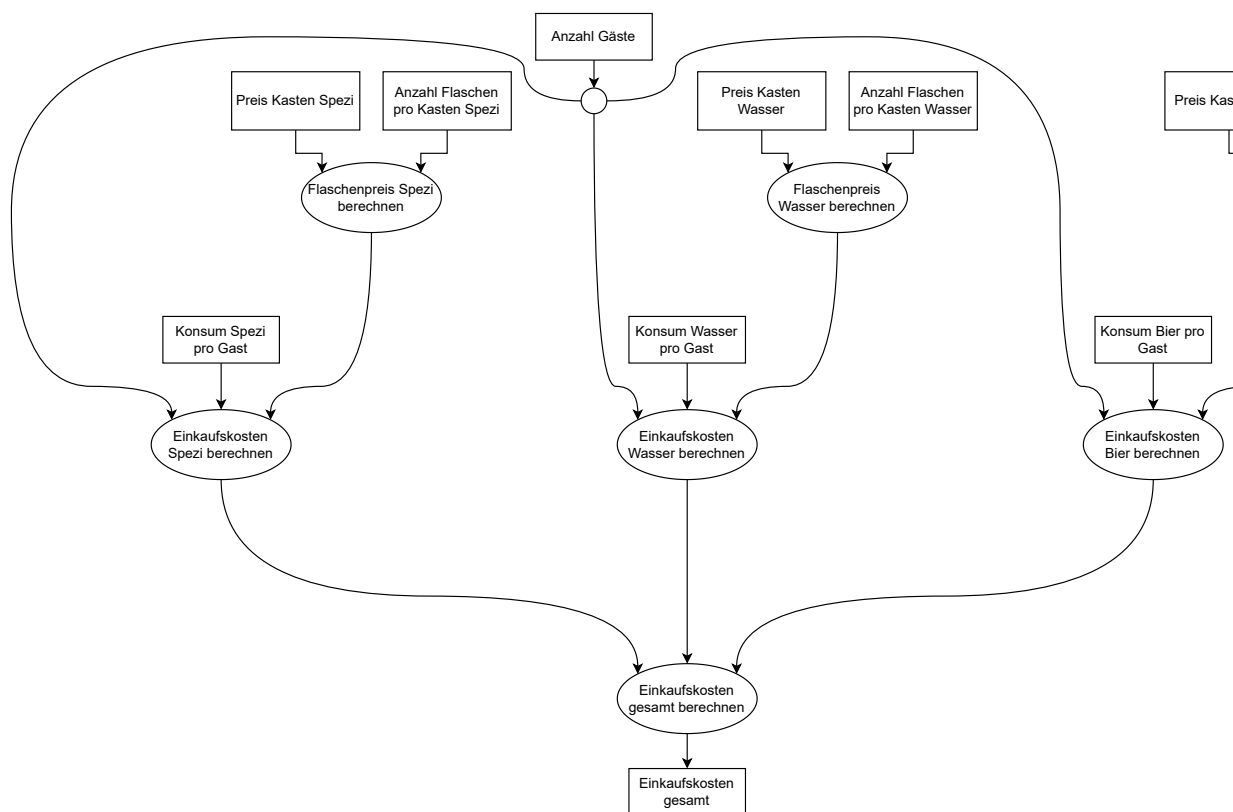 Anzahl Gäste
Preis Kasten Spezi
Anzahl Flaschen
pro Kasten Spezi
Preis Kasten
Wasser
Anzahl Flaschen
pro Kasten Wasser
Preis
Flaschenpreis Spezi
berechnen
Flaschenpreis
Wasser berechnen
Konsum Spezi
pro Gast
Konsum Wasser
pro Gast
Konsum Bier pro
Gast
Einkaufskosten
Spezi berechnen
Einkaufskosten
Wasser berechnen
Einkaufskosten
Bier berechnen
Einkaufskosten
gesamt berechnen
Einkaufskosten
gesamt